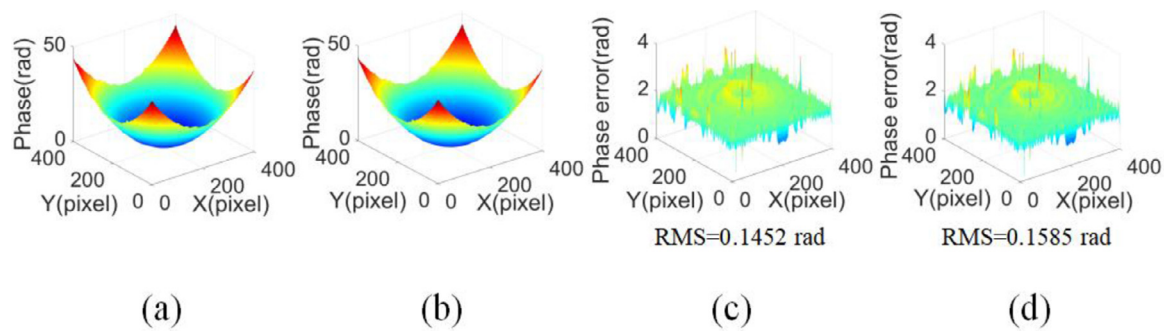 50
Phase(rad)
0
400
200
Y(pixel)
0
0
200
400
X(pixel)
50
Phase(rad)
0
400
200
Y(pixel)
0
0
200
400
X(pixel)
4
2
0
Phase error(rad)
400
200
Y(pixel)
0
0
200
400
X(pixel)
RMS=0.1452 rad
4
2
0
Phase error(rad)
400
200
Y(pixel)
0
0
200
400
X(pixel)
RMS=0.1585 rad
(a)
(b)
(c)
(d)